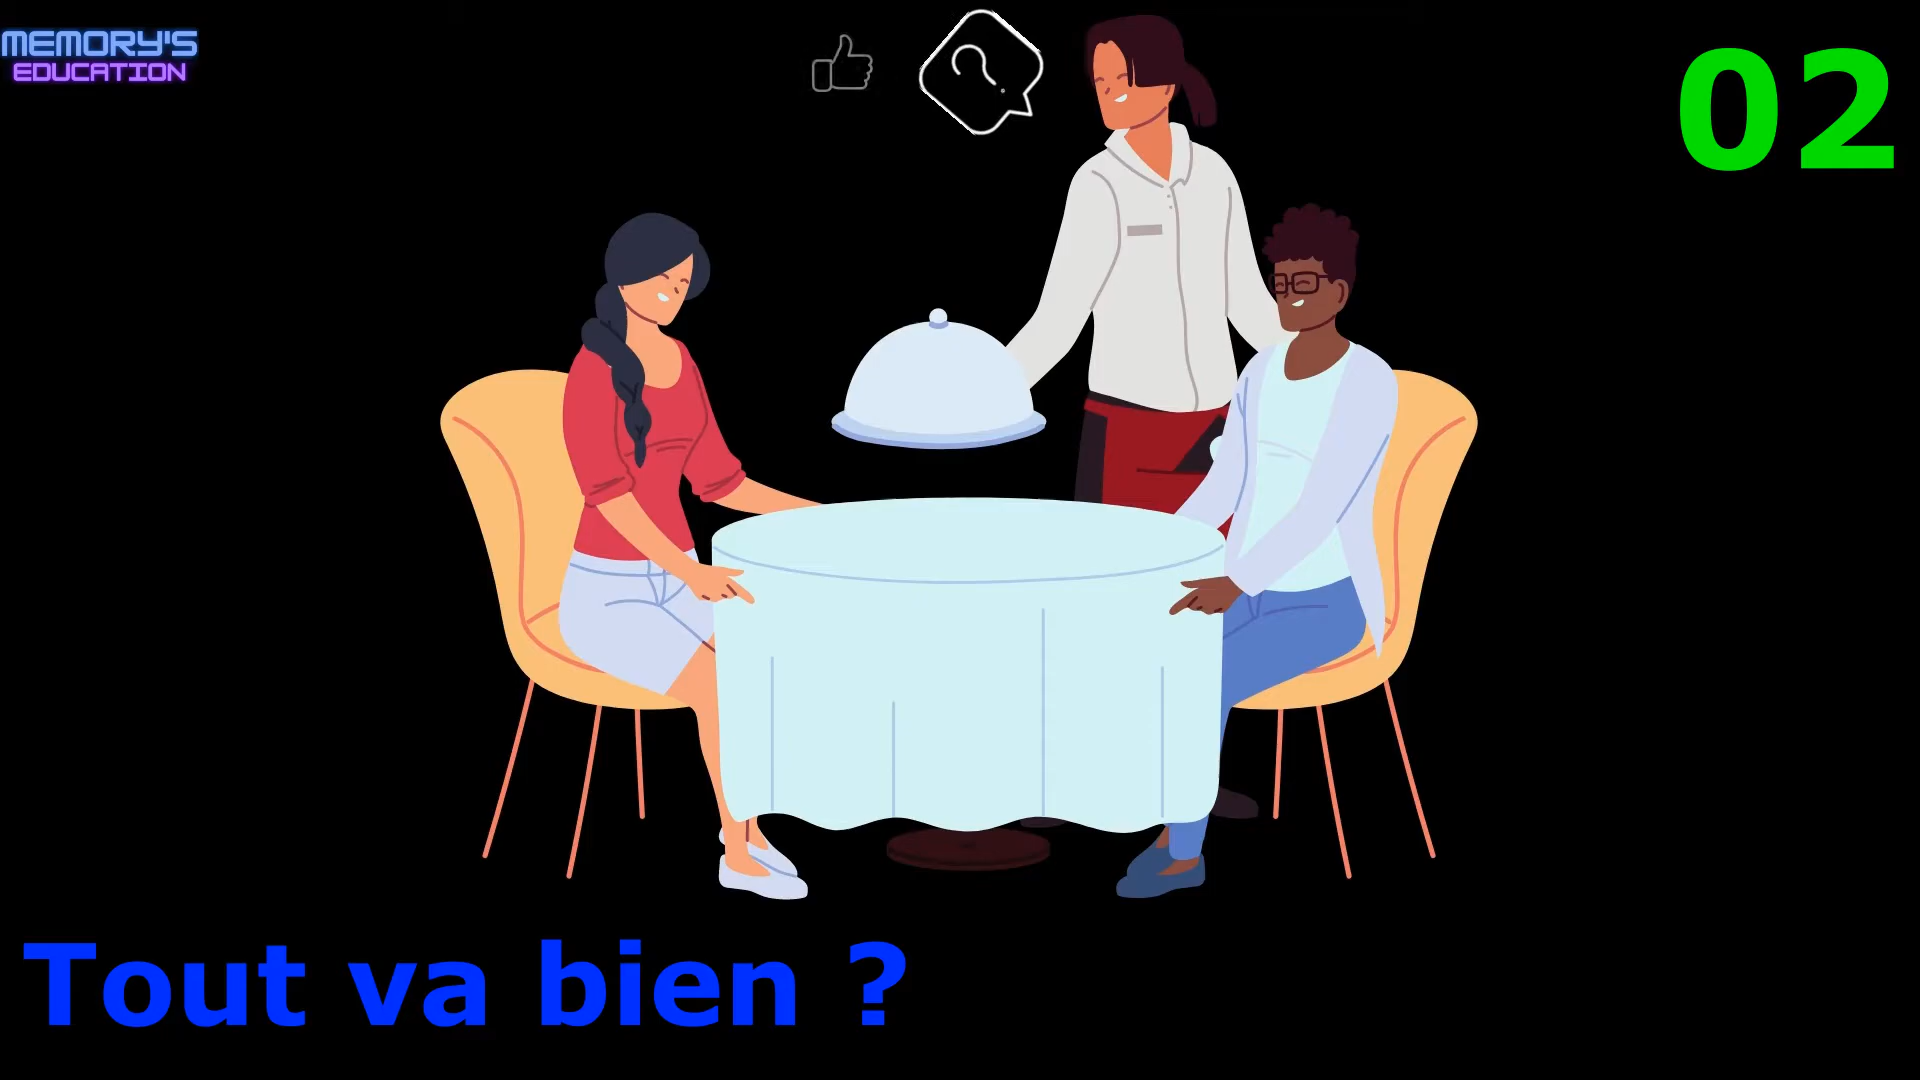 MEMORY'S
EDUCATION
02
?
Tout va bien ?